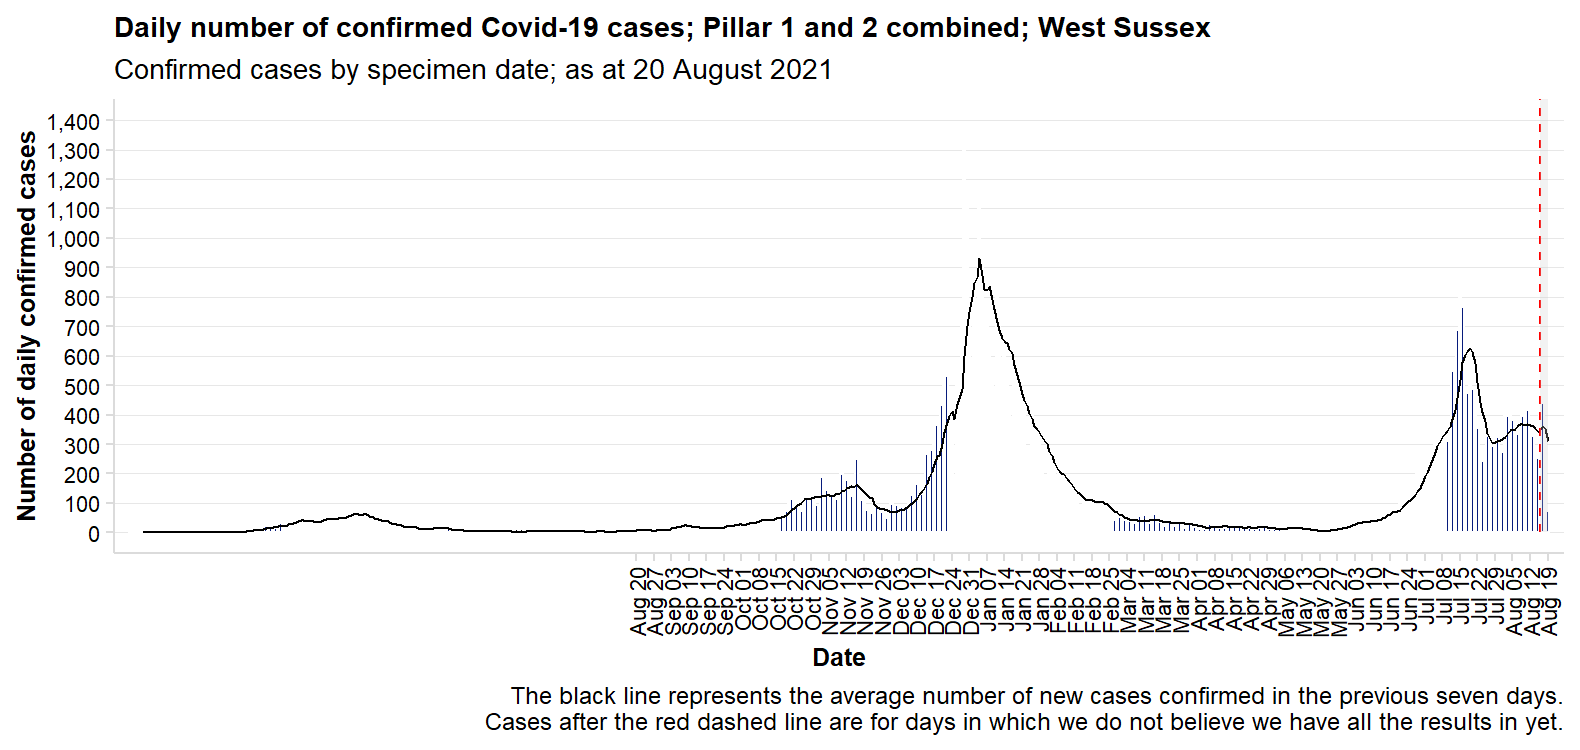 Daily number of confirmed Covid-19 cases; Pillar 1 and 2 combined; West Sussex
Confirmed cases by specimen date; as at 20 August 2021
Number of daily confirmed cases
1,400
1,300
1,200
1,100
1,000
900
800
700
600
500
400
300
200
100
0
Aug 20
Aug 27
Sep 03
Sep 10
Sep 17
Sep 24
Oct 01
Oct 08
Oct 15
Oct 22
Oct 29
Nov 05
Nov 12
Nov 19
Nov 26
Dec 03
Dec 10
Dec 17
Dec 24
Dec 31
Jan 07
Jan 14
Jan 21
Jan 28
Feb 04
Feb 11
Feb 18
Feb 25
Mar 04
Mar 11
Mar 18
Mar 25
Apr 01
Apr 08
Apr 15
Apr 22
Apr 29
May 06
May 13
May 20
May 27
Jun 03
Jun 10
Jun 17
Jun 24
Jul 01
Jul 08
Jul 15
Jul 22
Jul 29
Aug 05
Aug 12
Aug 19
Date
The black line represents the average number of new cases confirmed in the previous seven days.
Cases after the red dashed line are for days in which we do not believe we have all the results in yet.